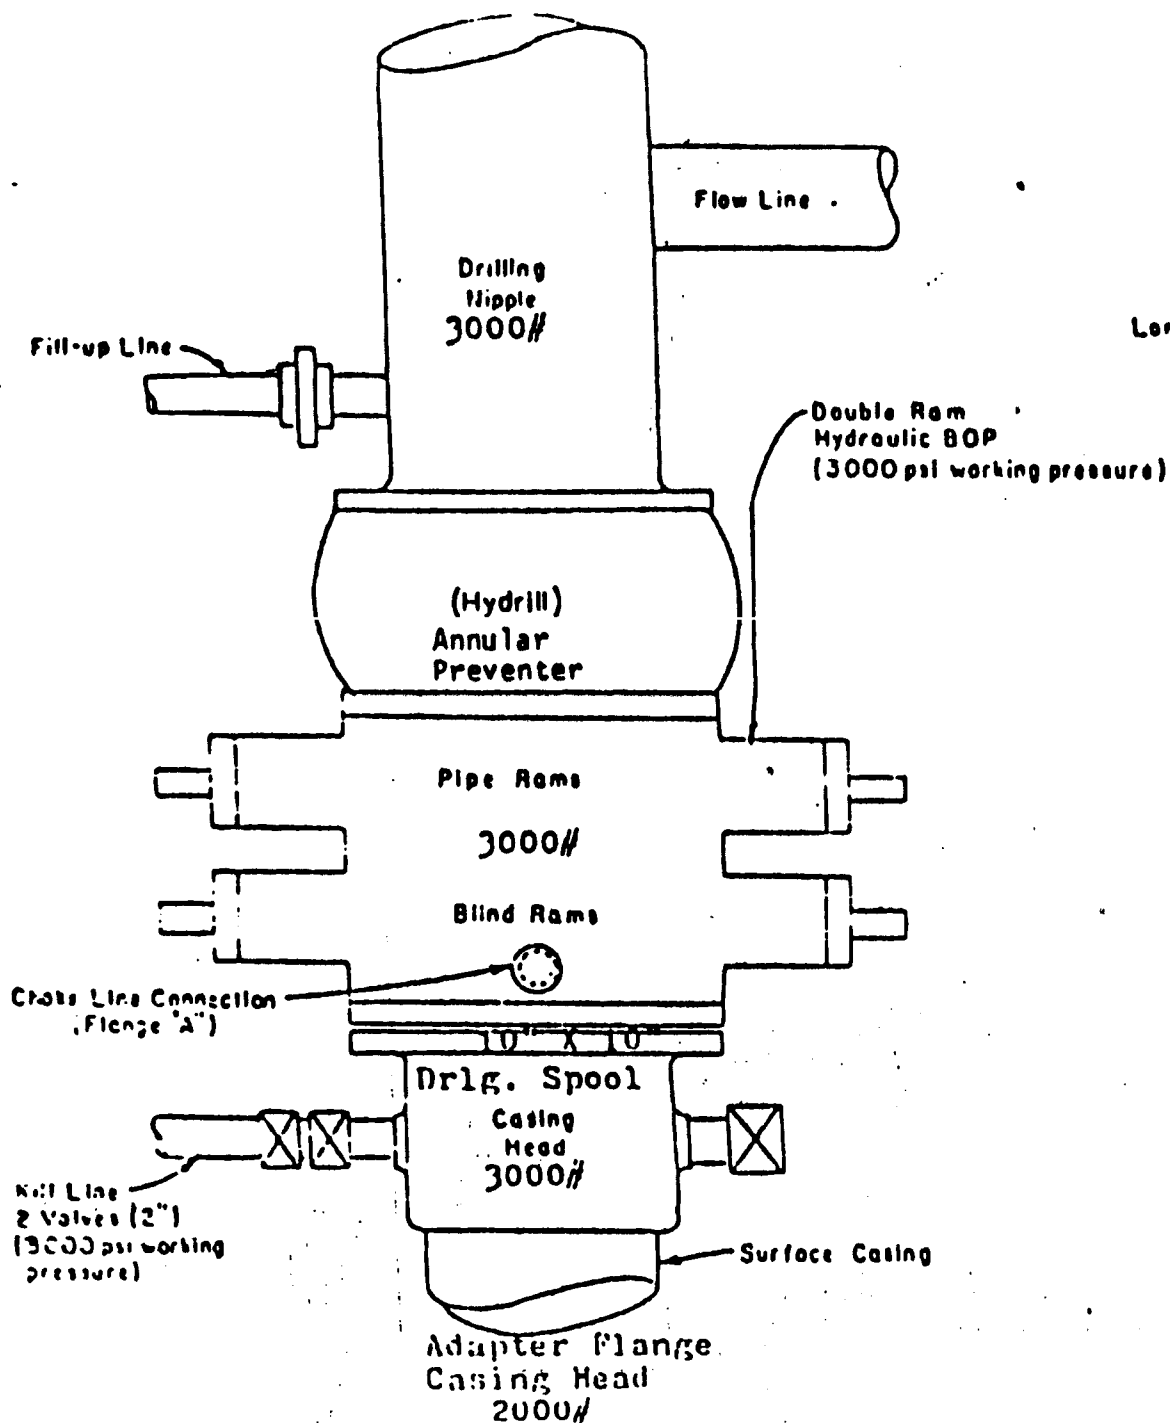 Flow Line
Drilling
Nipple
3000#
Lor
Fill-up Line
Double Ram
Hydraulic BOP
(3000 psi working pressure)
(Hydrill)
Annular
Preventer
Pipe Rams
3000#
Blind Rams
Choke Line Connection
(Flange "A")
Drlg. Spool
Casing
Head
3000#
Kill Line
2 Valves (2")
(3000 psi working
pressure)
Surface Casing
Adapter Flange
Casing Head
2000#